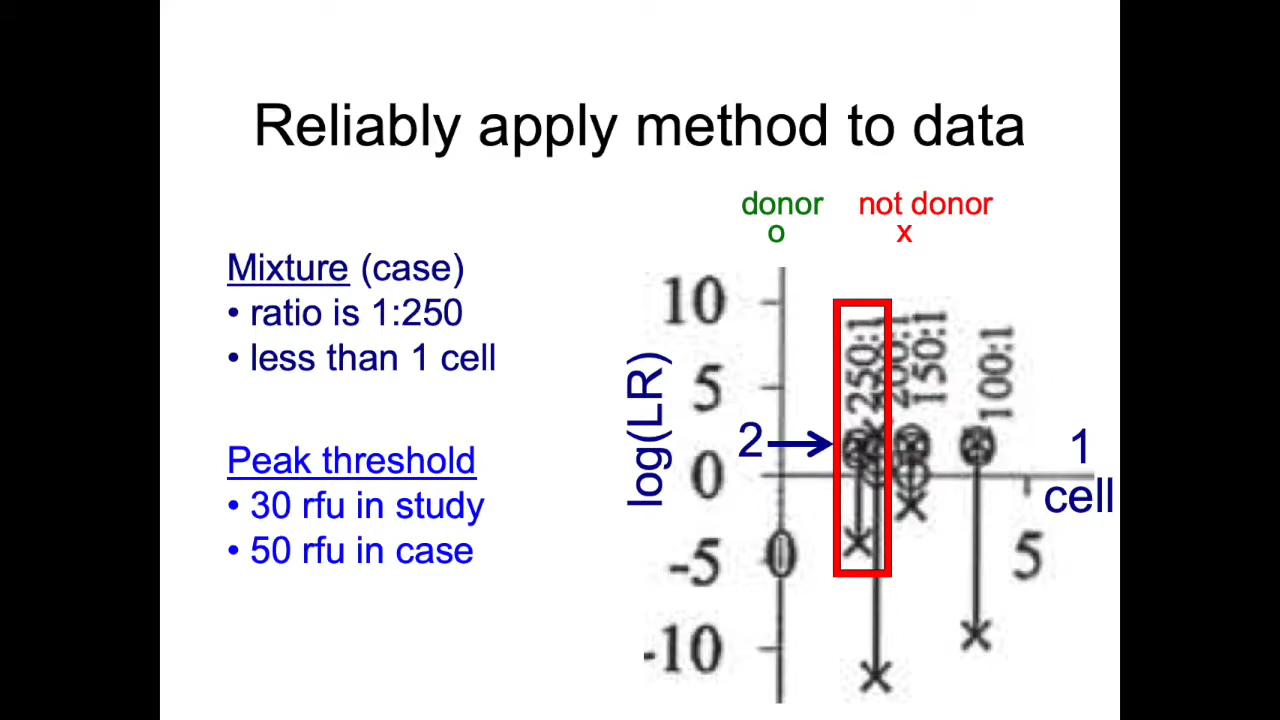 Reliably apply method to data
donor
o
not donor
x
Mixture (case)
• ratio is 1:250
• less than 1 cell
Peak threshold
• 30 rfu in study
• 50 rfu in case
log(LR)
10
5
0
-5
-10
2
250:1
200:1
150:1
100:1
1
cell
0
5